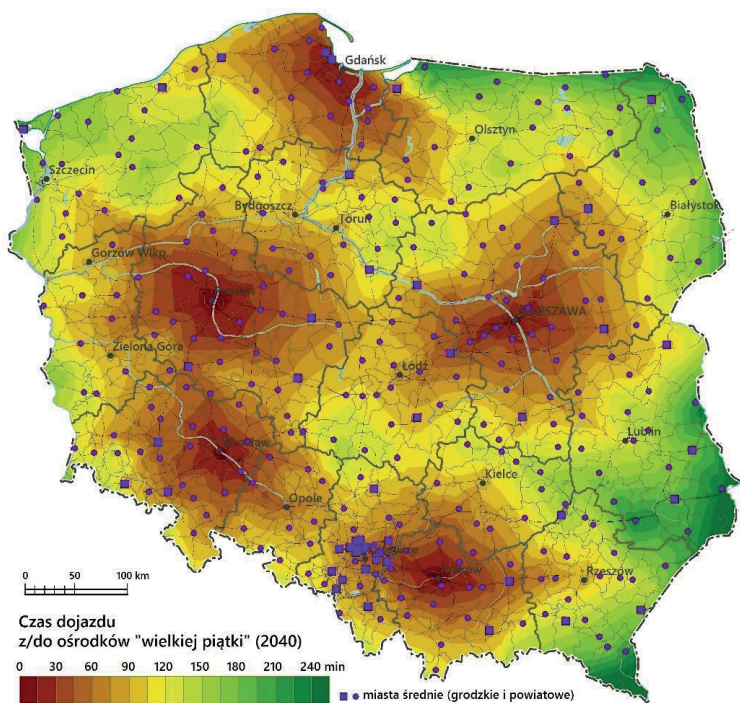 Gdańsk
Olsztyn
Szczecin
Bydgoszcz
Toruń
Białystok
Gorzów Wlkp.
Zielona Góra
Łódź
Lublin
Kielce
Opole
Rzeszów
0 50 100 km
Czas dojazdu
z/do ośrodków "wielkiej piątki" (2040)
0 30 60 90 120 150 180 210 240 min
miasta średnie (grodzkie i powiatowe)